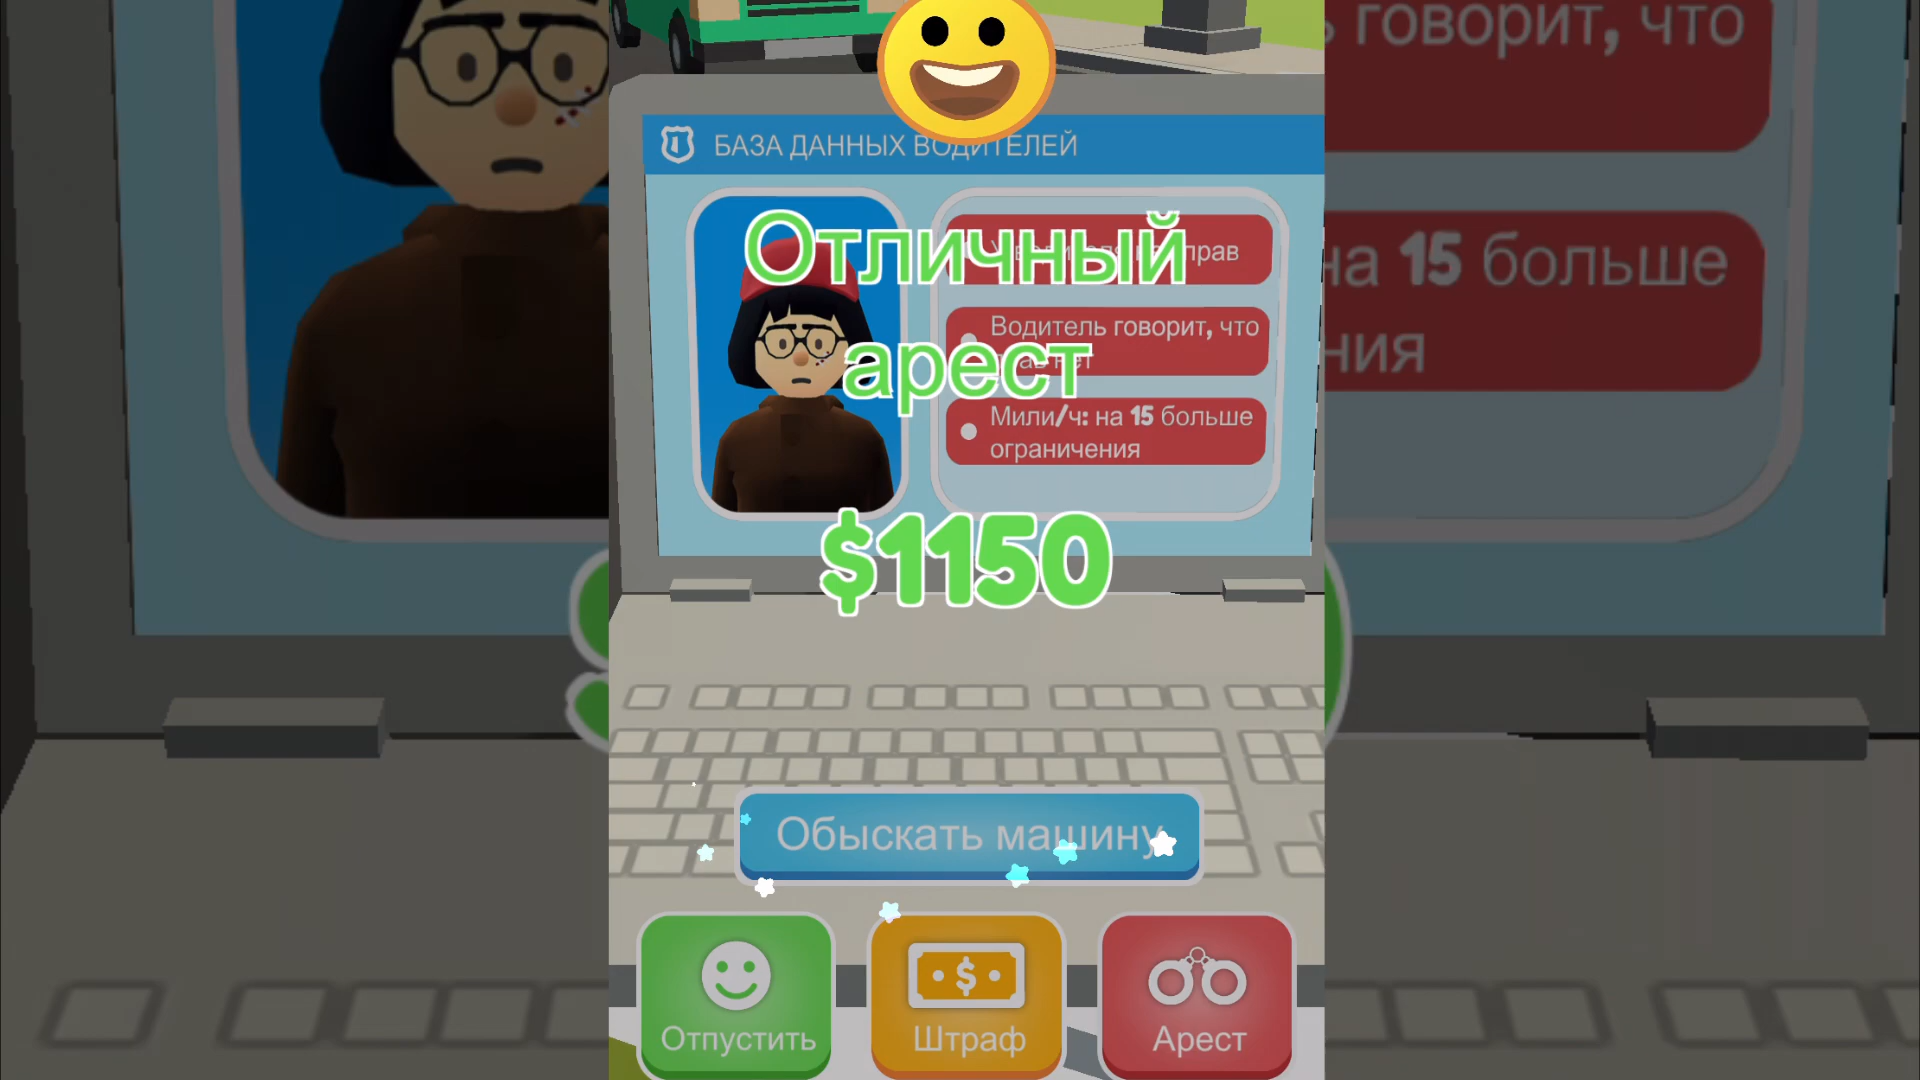 БАЗА ДАННЫХ ВОДИТЕЛЕЙ
Отличный
арест
$1150
прав
Водитель говорит, что
нет
Мили/ч: на 15 больше
ограничения
Обыскать машину
Отпустить
Штраф
Арест
говорит, что
на 15 больше
ния